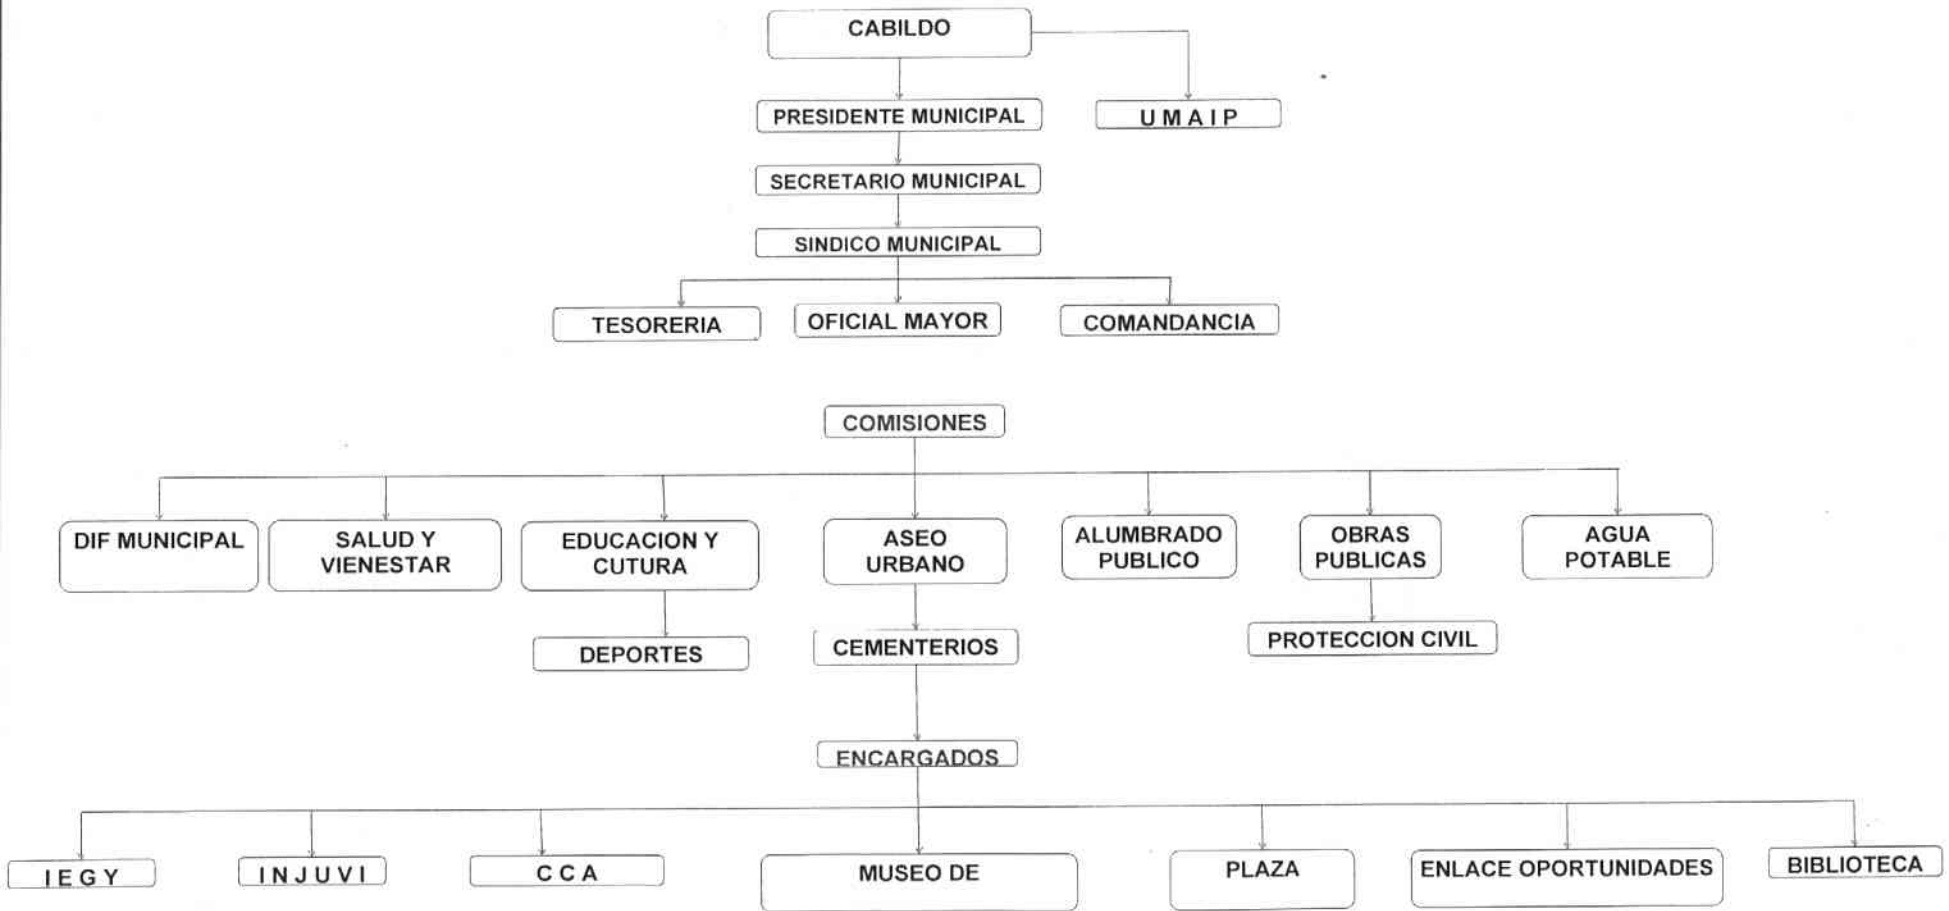 CABILDO
PRESIDENTE MUNICIPAL
U M A I P
SECRETARIO MUNICIPAL
SINDICO MUNICIPAL
TESORERIA
OFICIAL MAYOR
COMANDANCIA
COMISIONES
DIF MUNICIPAL
SALUD Y
VIENESTAR
EDUCACION Y
CUTURA
ASEO
URBANO
ALUMBRADO
PUBLICO
OBRAS
PUBLICAS
AGUA
POTABLE
DEPORTES
CEMENTERIOS
PROTECCION CIVIL
ENCARGADOS
I E G Y
I N J U V I
C C A
MUSEO DE
PLAZA
ENLACE OPORTUNIDADES
BIBLIOTECA